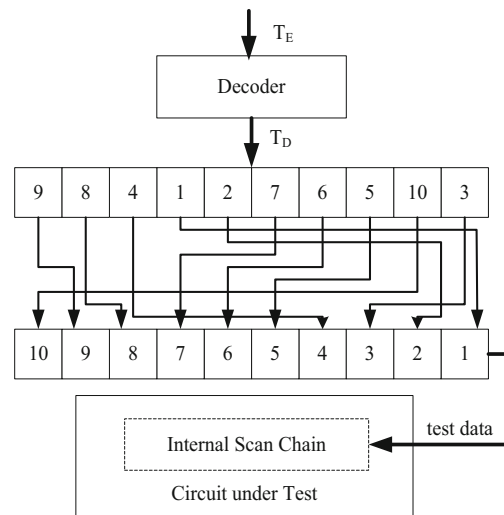 T_E
Decoder
T_D
9 8 4 1 2 7 6 5 10 3
10 9 8 7 6 5 4 3 2 1
test data
Internal Scan Chain
Circuit under Test